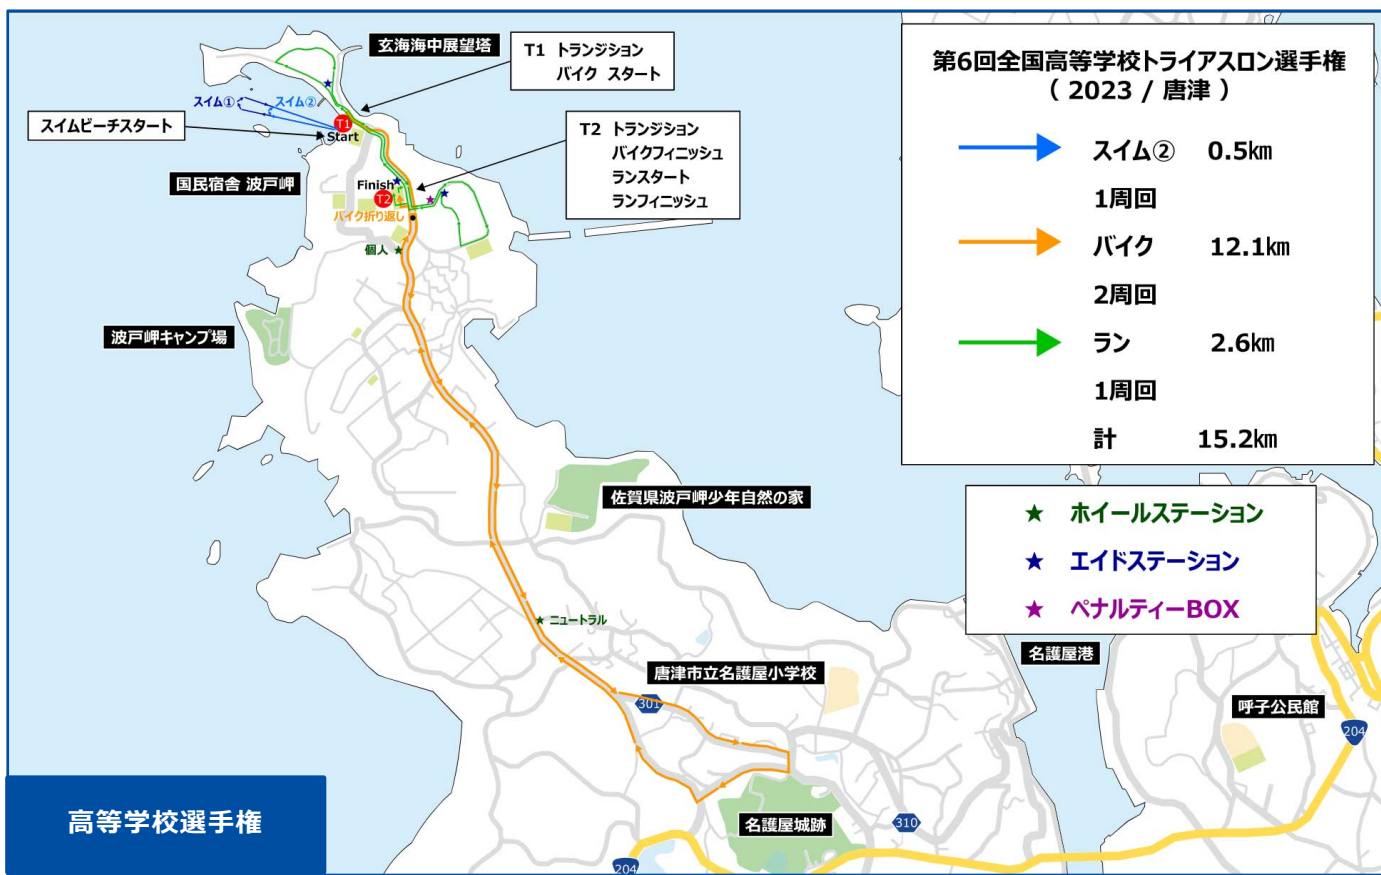 玄海海中展望塔
T1 トランジション
バイク スタート
第6回全国高等学校トライアスロン選手権
( 2023 / 唐津 )
スイム② 0.5㎞
1周回
バイク 12.1㎞
2周回
ラン 2.6㎞
1周回
計 15.2㎞
スイム①
スイム②
スイムビーチスタート
T1
Start
T2 トランジション
バイクフィニッシュ
ランスタート
ランフィニッシュ
国民宿舎 波戸岬
Finish
T2
バイク折り返し
個人 ★
波戸岬キャンプ場
佐賀県波戸岬少年自然の家
★ ホイールステーション
★ エイドステーション
★ ペナルティーBOX
★ ニュートラル
名護屋港
唐津市立名護屋小学校
301
呼子公民館
204
高等学校選手権
名護屋城跡
310
204